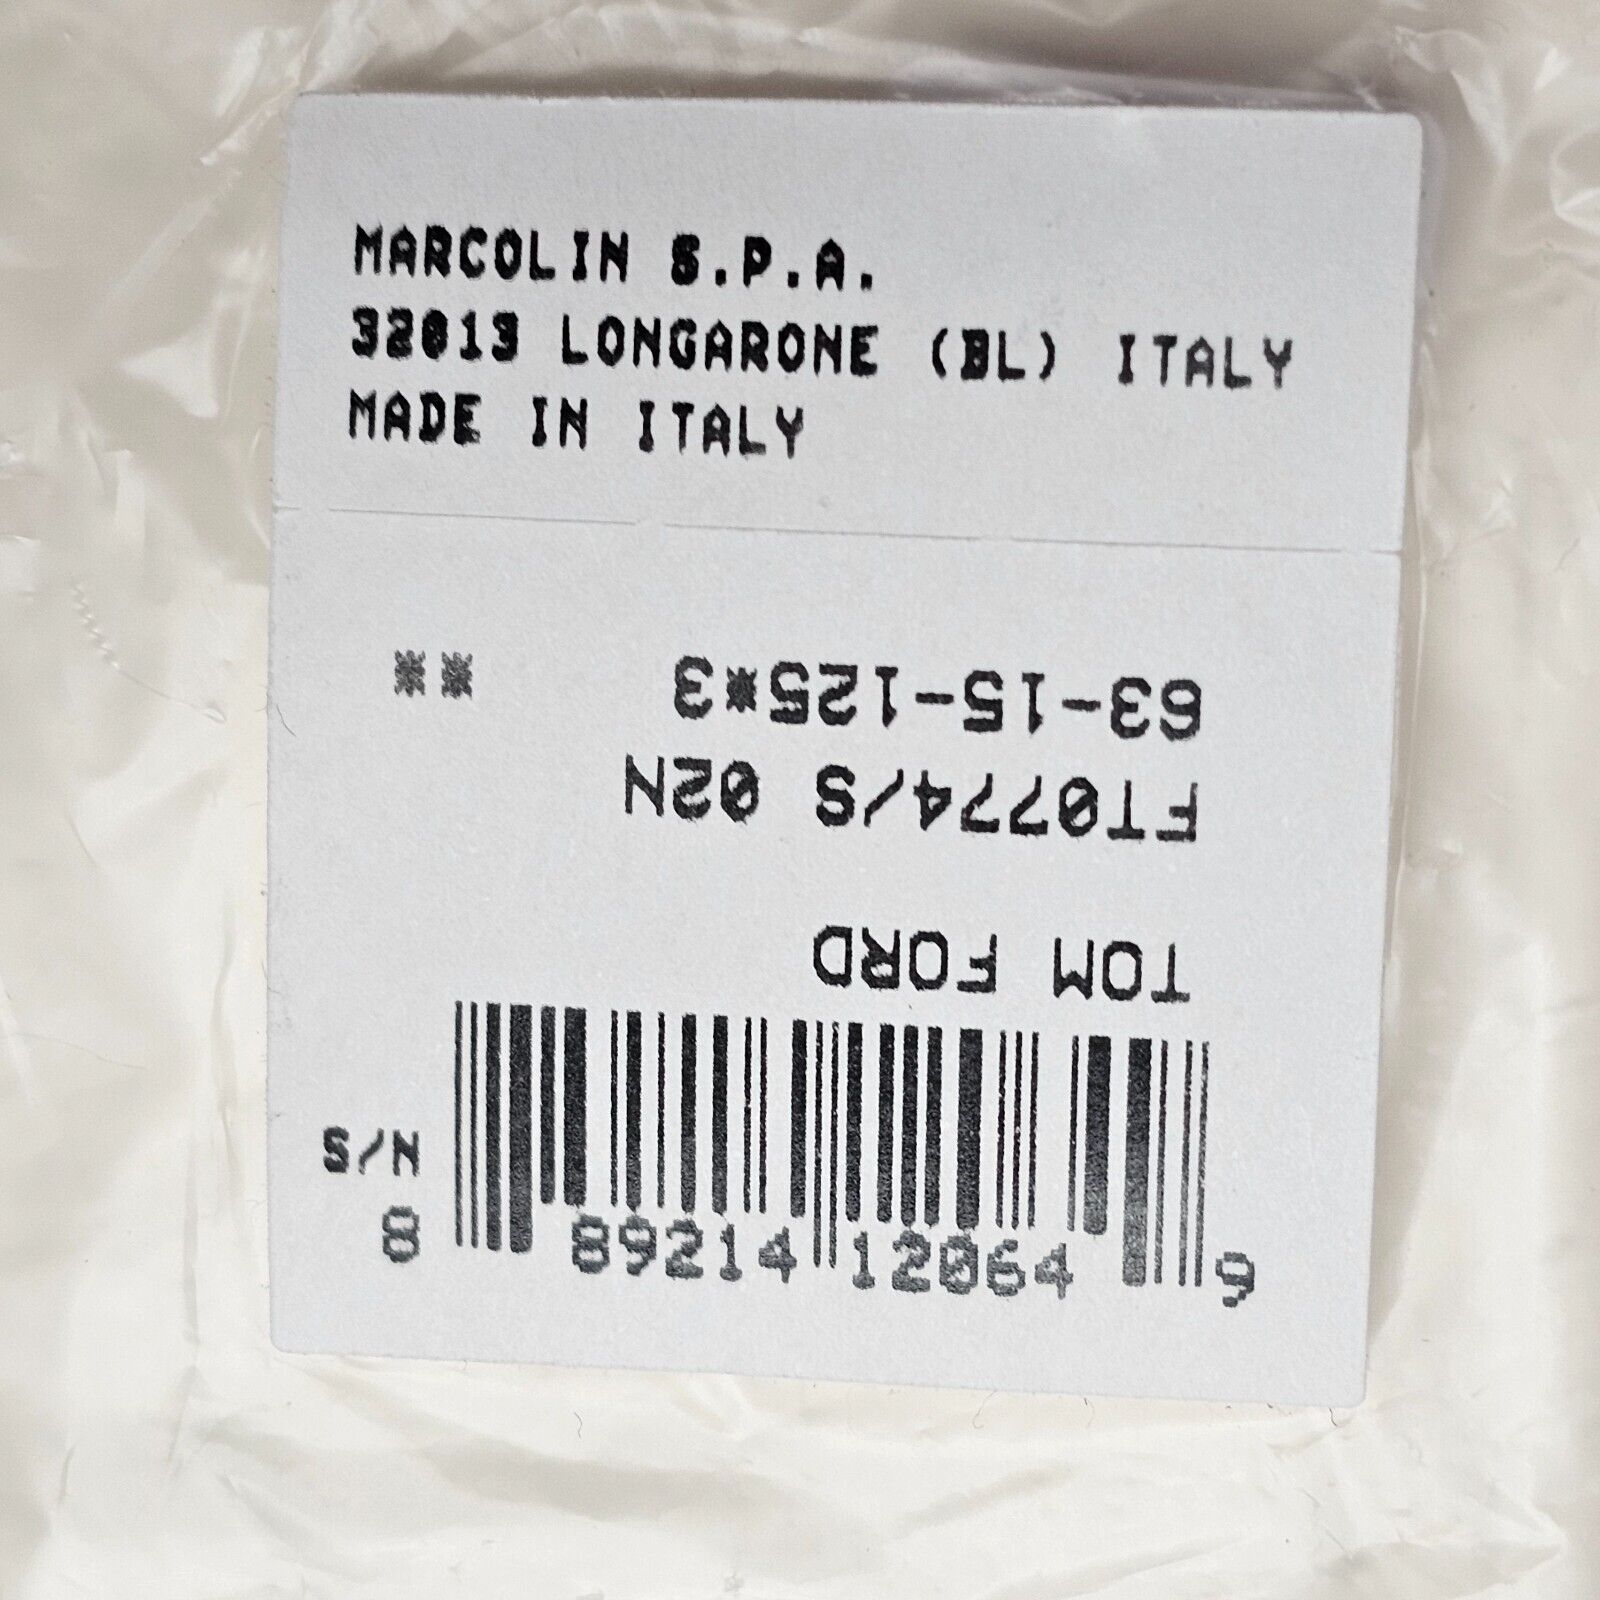 MARCOLIN S.P.A.
32013 LONGARONE (BL) ITALY
MADE IN ITALY
63-15-125*3 **
FT0774/S 02N
TOM FORD
S/N
8 89214 12064 9